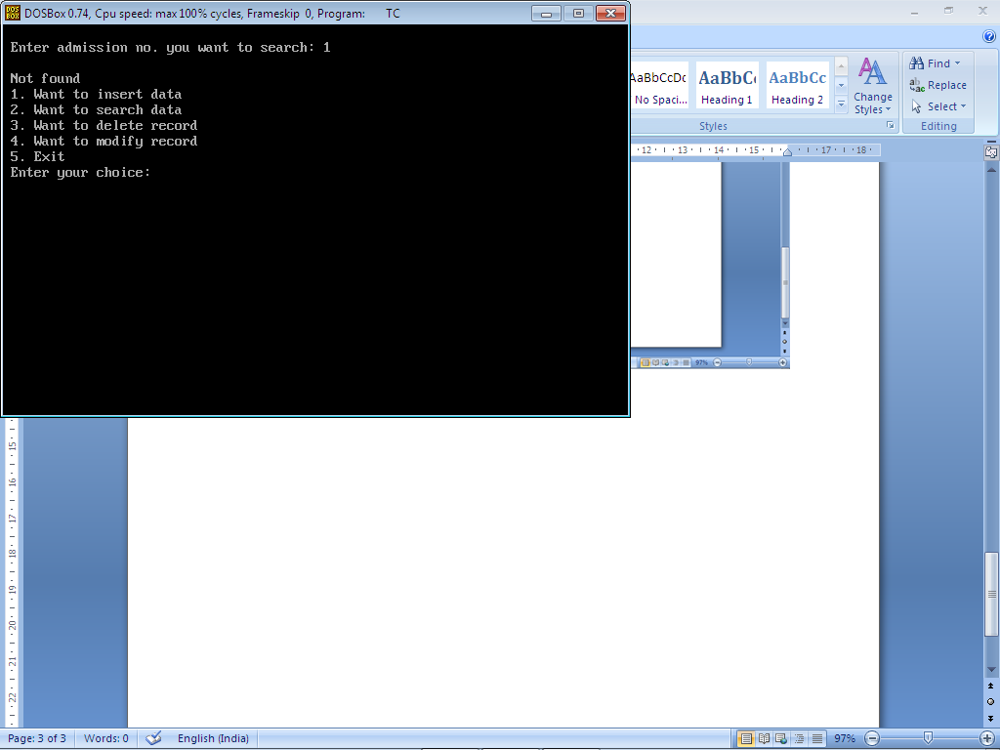 DOSBox 0.74, Cpu speed: max 100% cycles, Frameskip 0, Program: TC
Enter admission no. you want to search: 1
Not found
1. Want to insert data
2. Want to search data
3. Want to delete record
4. Want to modify record
5. Exit
Enter your choice:
AaBbCcDc AaBbC AaBbCc
No Spaci... Heading 1 Heading 2
Change
Styles
Find
Replace
Select
Styles
Editing
12 13 14 15 17 18
97%
15
16
17
18
19
20
21
22
Page: 3 of 3 Words: 0 English (India) 97%